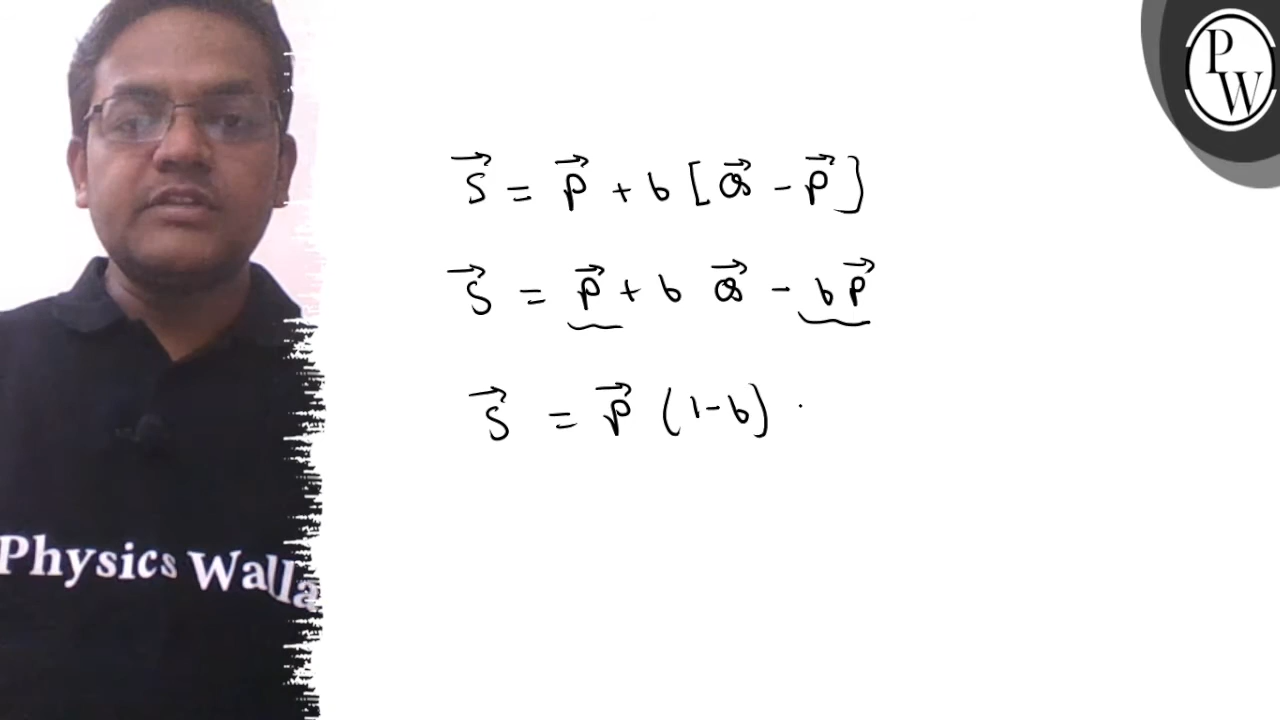 PW
S⃗ = P⃗ + b [Q⃗ - P⃗]
S⃗ = P⃗ + b Q⃗ - b P⃗
S⃗ = P⃗ (1-b) .
Physics Walla